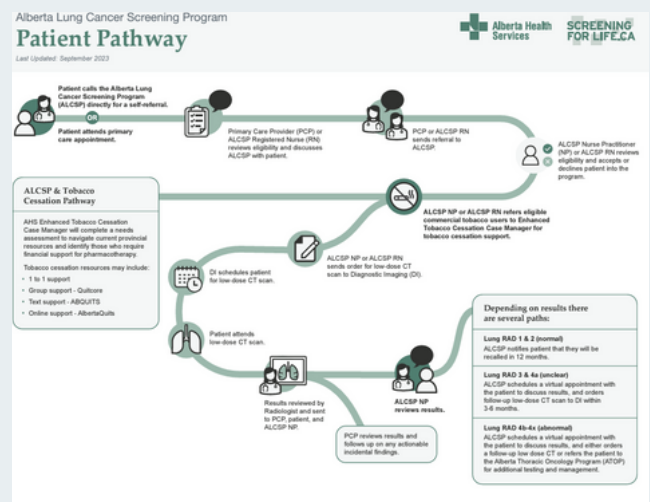 Alberta Lung Cancer Screening Program
Patient Pathway
Last Updated: September 2023
Alberta Health
Services
SCREENING
FOR LIFE.CA
Patient calls the Alberta Lung
Cancer Screening Program
(ALCSP) directly for a self-referral.
OR
Patient attends primary
care appointment.
Primary Care Provider (PCP) or
ALCSP Registered Nurse (RN)
reviews eligibility and discusses
ALCSP with patient.
PCP or ALCSP RN
sends referral to
ALCSP.
ALCSP Nurse Practitioner
(NP) or ALCSP RN reviews
eligibility and accepts or
declines patient into the
program.
ALCSP & Tobacco
Cessation Pathway
AHS Enhanced Tobacco Cessation
Case Manager will complete a needs
assessment to navigate current provincial
resources and identify those who require
financial support for pharmacotherapy.
Tobacco cessation resources may include:
• 1 to 1 support
• Group support - Quitcore
• Text support - ABQUITS
• Online support - AlbertaQuits
ALCSP NP or ALCSP RN refers eligible
commercial tobacco users to Enhanced
Tobacco Cessation Case Manager for
tobacco cessation support.
ALCSP NP or ALCSP RN
sends order for low-dose CT
scan to Diagnostic Imaging (DI).
DI schedules patient
for low-dose CT scan.
Patient attends
low-dose CT scan.
Results reviewed by
Radiologist and sent
to PCP, patient, and
ALCSP NP.
PCP reviews results and
follows up on any actionable
incidental findings.
ALCSP NP
reviews results.
Depending on results there
are several paths:
Lung RAD 1 & 2 (normal)
ALCSP notifies patient that they will be
recalled in 12 months.
Lung RAD 3 & 4a (unclear)
ALCSP schedules a virtual appointment with
the patient to discuss results, and orders
follow-up low-dose CT scan to DI within
3-6 months.
Lung RAD 4b-4x (abnormal)
ALCSP schedules a virtual appointment with
the patient to discuss results, and either orders
a follow-up low dose CT or refers the patient to
the Alberta Thoracic Oncology Program (ATOP)
for additional testing and management.